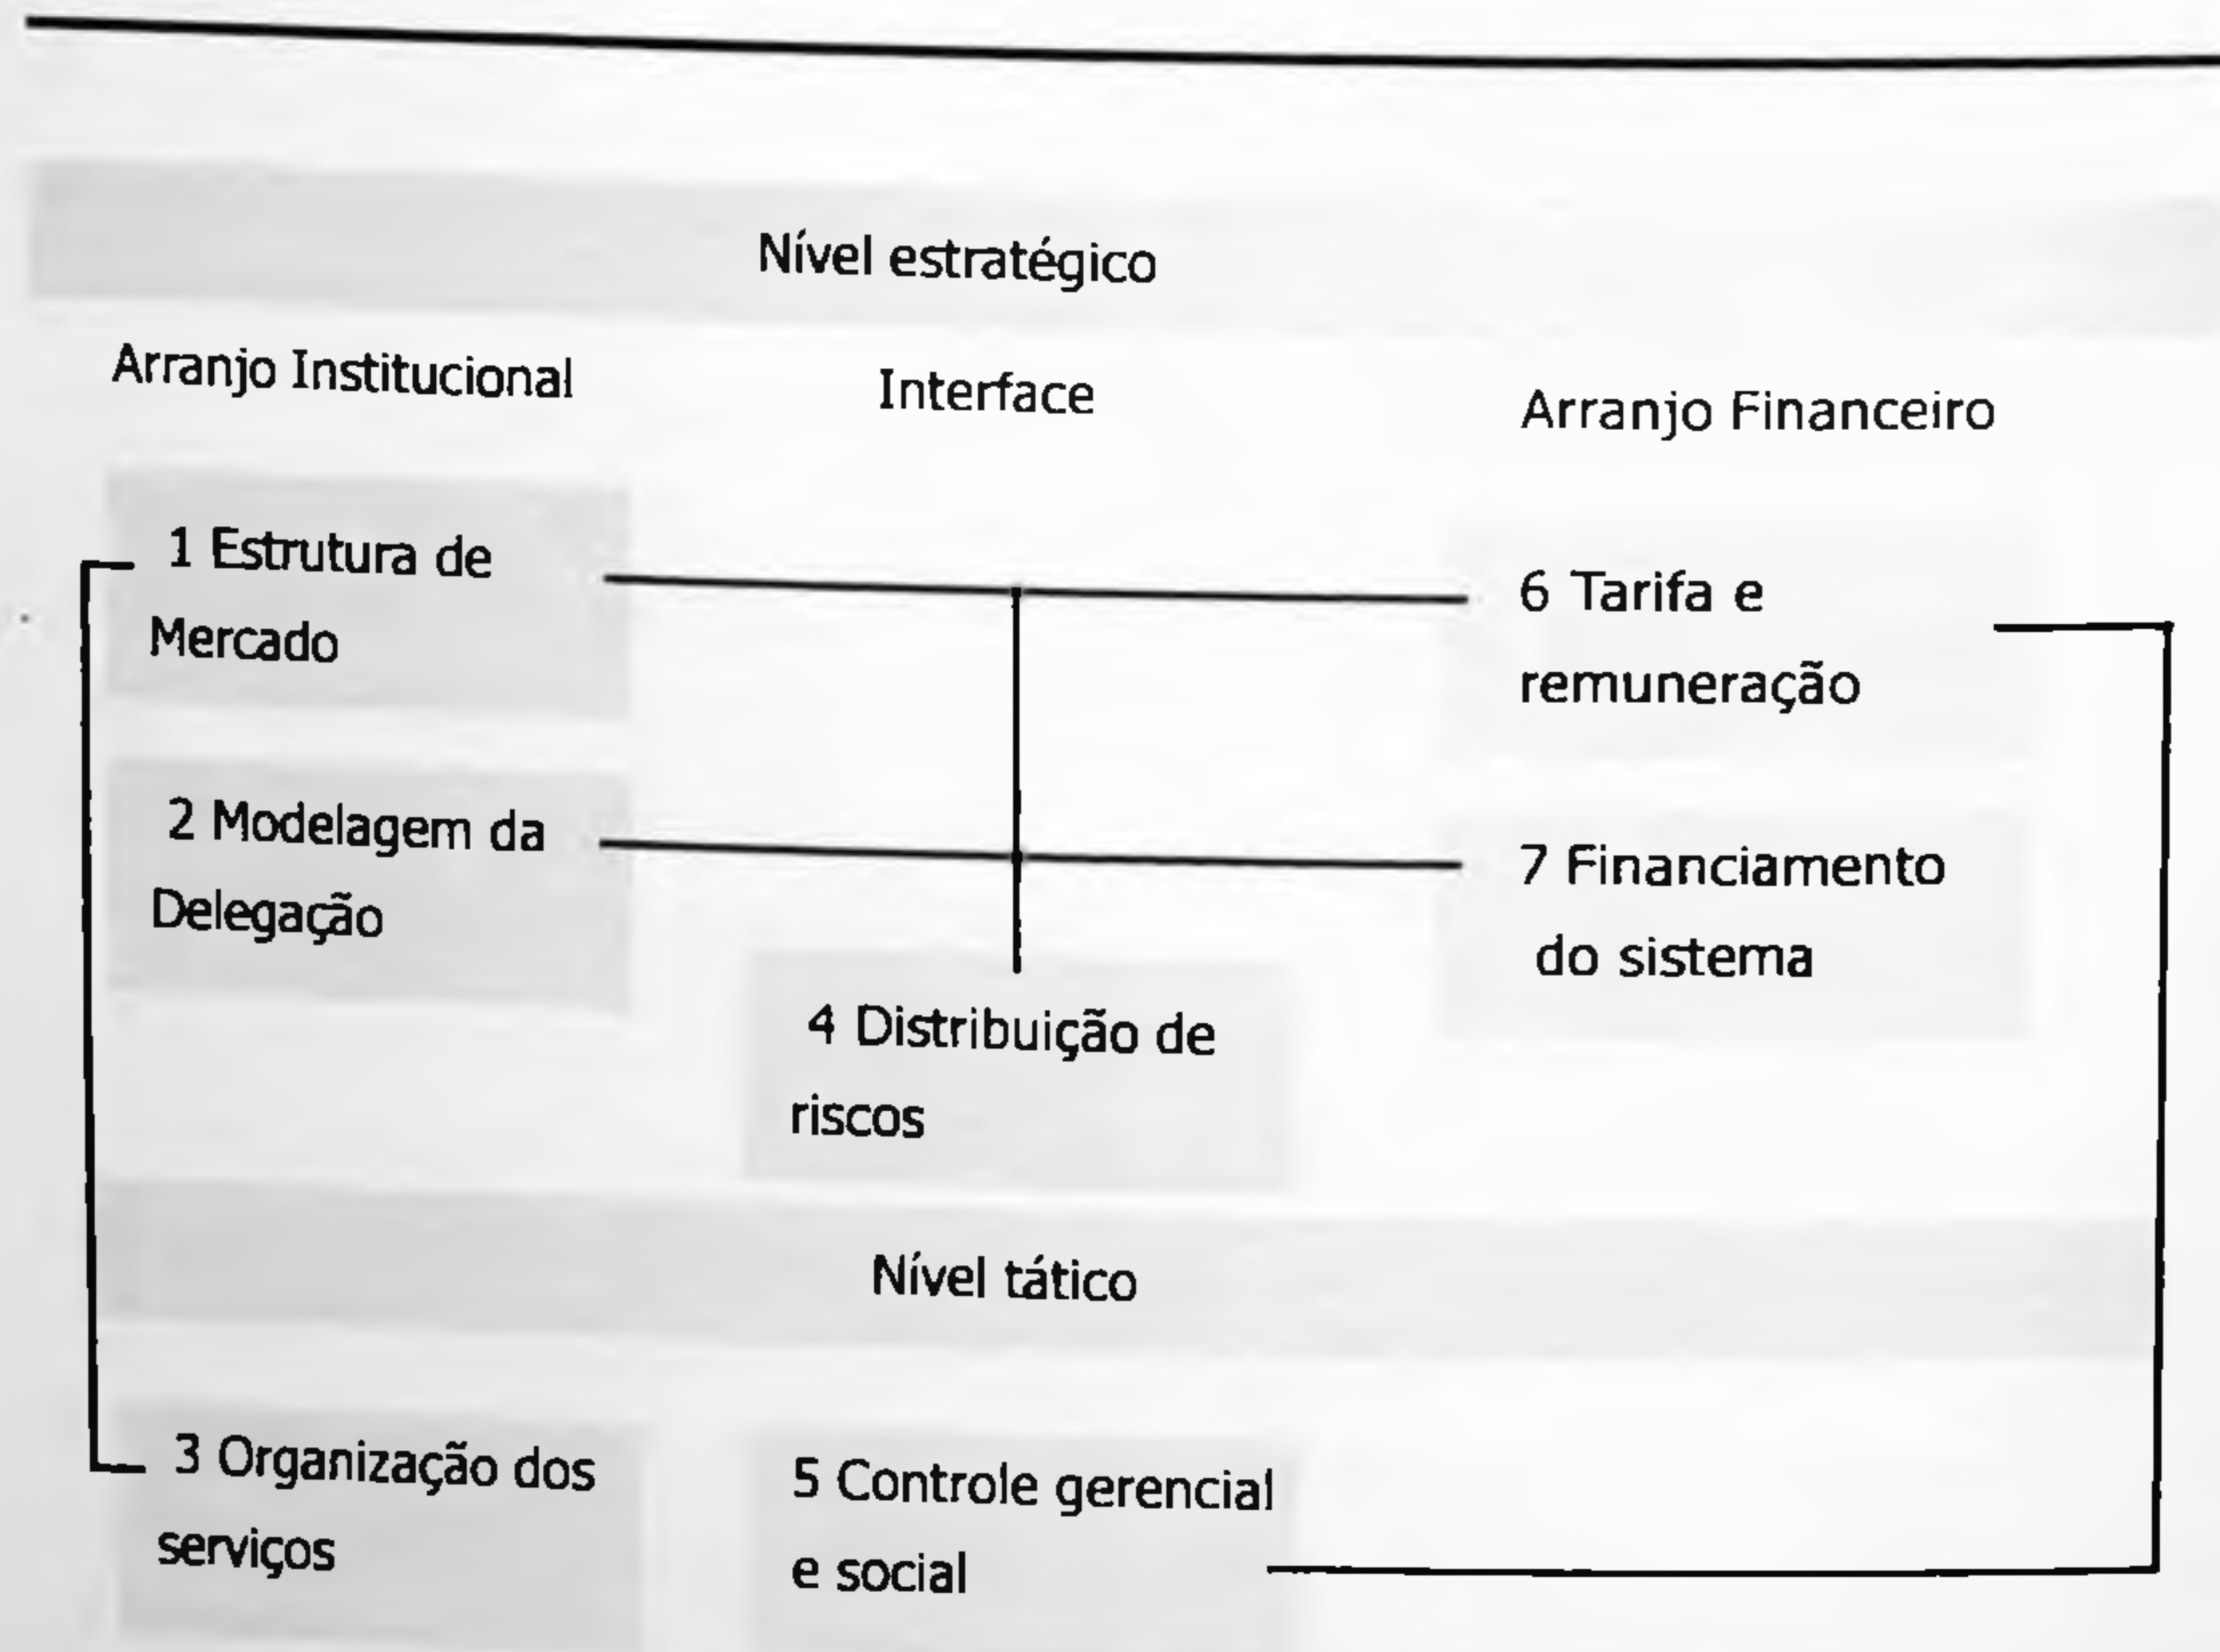 Nível estratégico
Arranjo Institucional
Interface
Arranjo Financeiro
1 Estrutura de
Mercado
6 Tarifa e
remuneração
2 Modelagem da
Delegação
7 Financiamento
do sistema
4 Distribuição de
riscos
Nível tático
3 Organização dos
serviços
5 Controle gerencial
e social